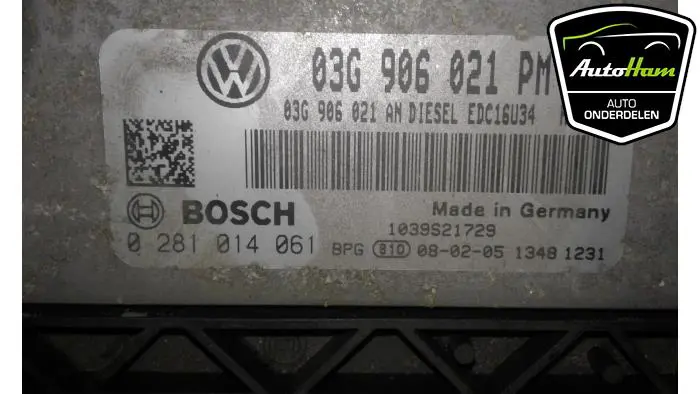 03G 906 021 PM
03G 906 021 AN DIESEL EDC16U34
BOSCH
Made in Germany
1039S21729
0 281 014 061
BPG 810 08-02-05 1348 1231
AutoHam
AUTO
ONDERDELEN